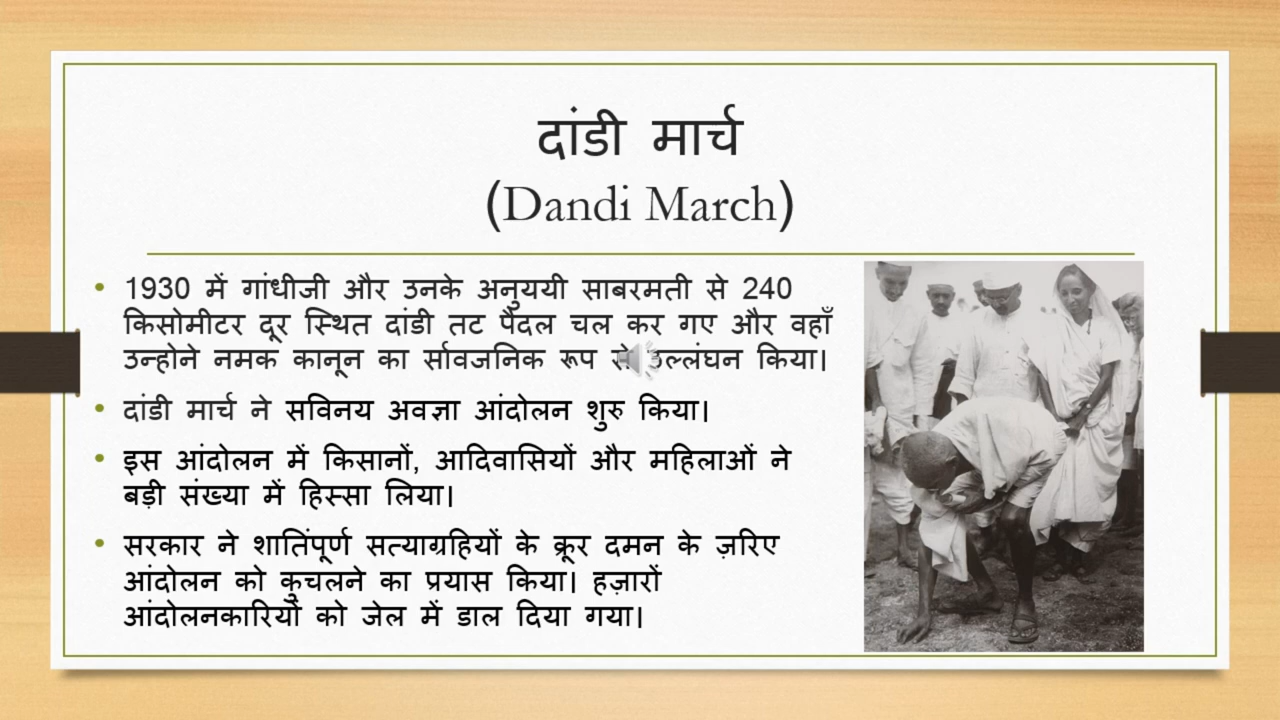 दांडी मार्च
(Dandi March)
• 1930 में गांधीजी और उनके अनुययी साबरमती से 240
किसोमीटर दूर स्थित दांडी तट पैदल चल कर गए और वहाँ
उन्होने नमक कानून का र्सावजनिक रूप से उल्लंघन किया।
• दांडी मार्च ने सविनय अवज्ञा आंदोलन शुरु किया।
• इस आंदोलन में किसानों, आदिवासियों और महिलाओं ने
बड़ी संख्या में हिस्सा लिया।
• सरकार ने शातिंपूर्ण सत्याग्रहियों के क्रूर दमन के ज़रिए
आंदोलन को कुचलने का प्रयास किया। हज़ारों
आंदोलनकारियों को जेल में डाल दिया गया।